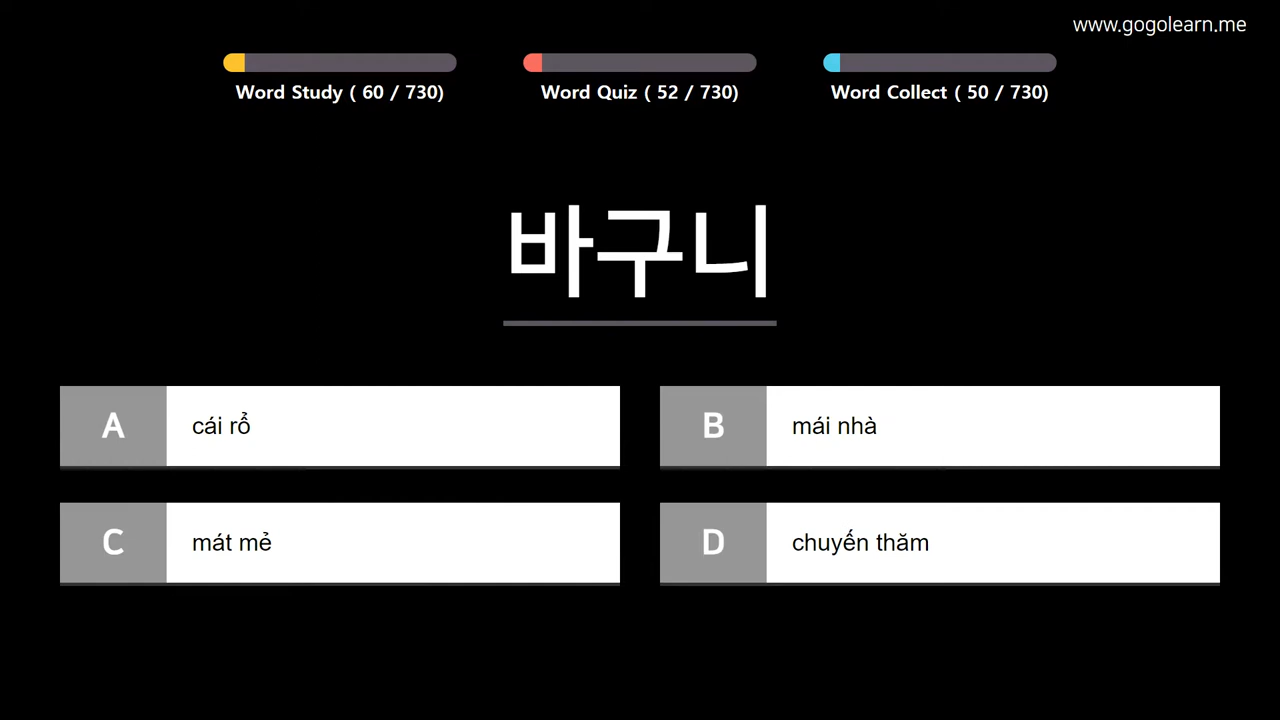 www.gogolearn.me
Word Study ( 60 / 730)
Word Quiz ( 52 / 730)
Word Collect ( 50 / 730)
바구니
A cái rổ
B mái nhà
C mát mẻ
D chuyến thăm